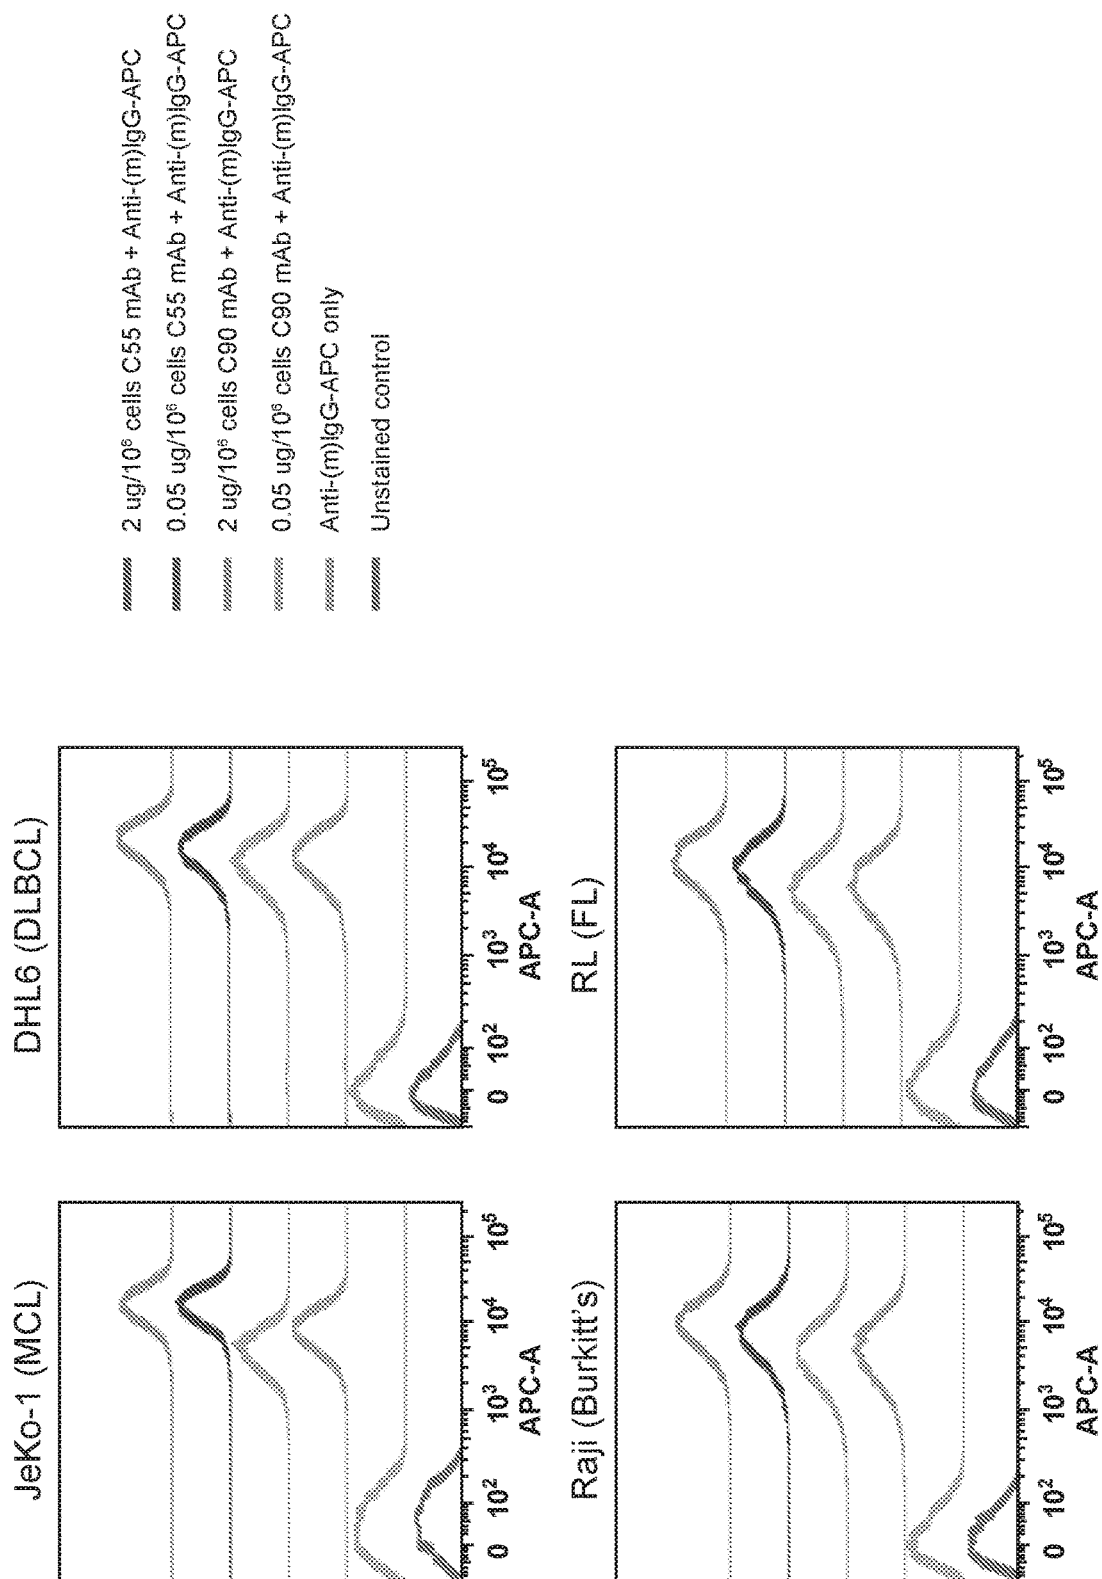 JeKo-1 (MCL)
0 10² 10³ 10⁴ 10⁵
APC-A
DHL6 (DLBCL)
0 10² 10³ 10⁴ 10⁵
APC-A
2 ug/10⁶ cells C55 mAb + Anti-(m)IgG-APC
0.05 ug/10⁶ cells C55 mAb + Anti-(m)IgG-APC
2 ug/10⁶ cells C90 mAb + Anti-(m)IgG-APC
0.05 ug/10⁶ cells C90 mAb + Anti-(m)IgG-APC
Anti-(m)IgG-APC only
Unstained control
Raji (Burkitt's)
0 10² 10³ 10⁴ 10⁵
APC-A
RL (FL)
0 10² 10³ 10⁴ 10⁵
APC-A